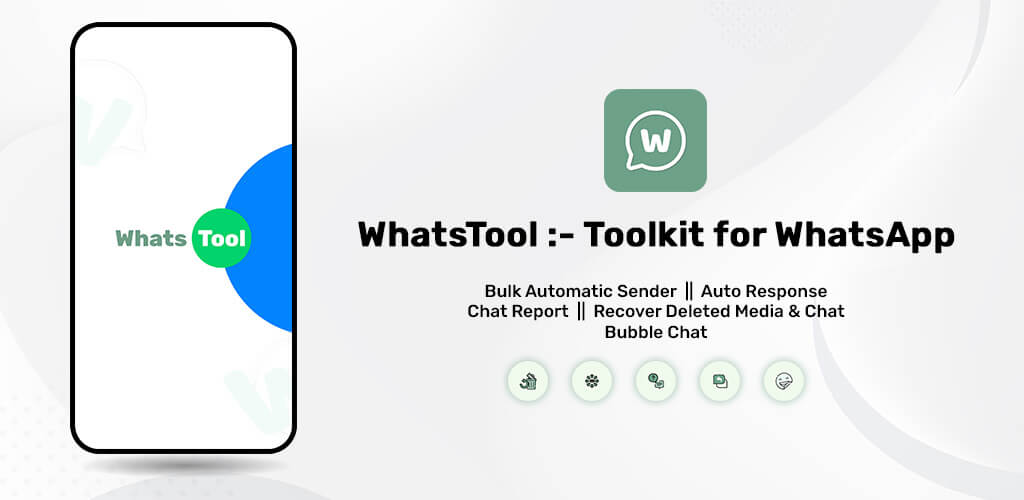 Whats Tool
W
WhatsTool :- Toolkit for WhatsApp
Bulk Automatic Sender || Auto Response
Chat Report || Recover Deleted Media & Chat
Bubble Chat